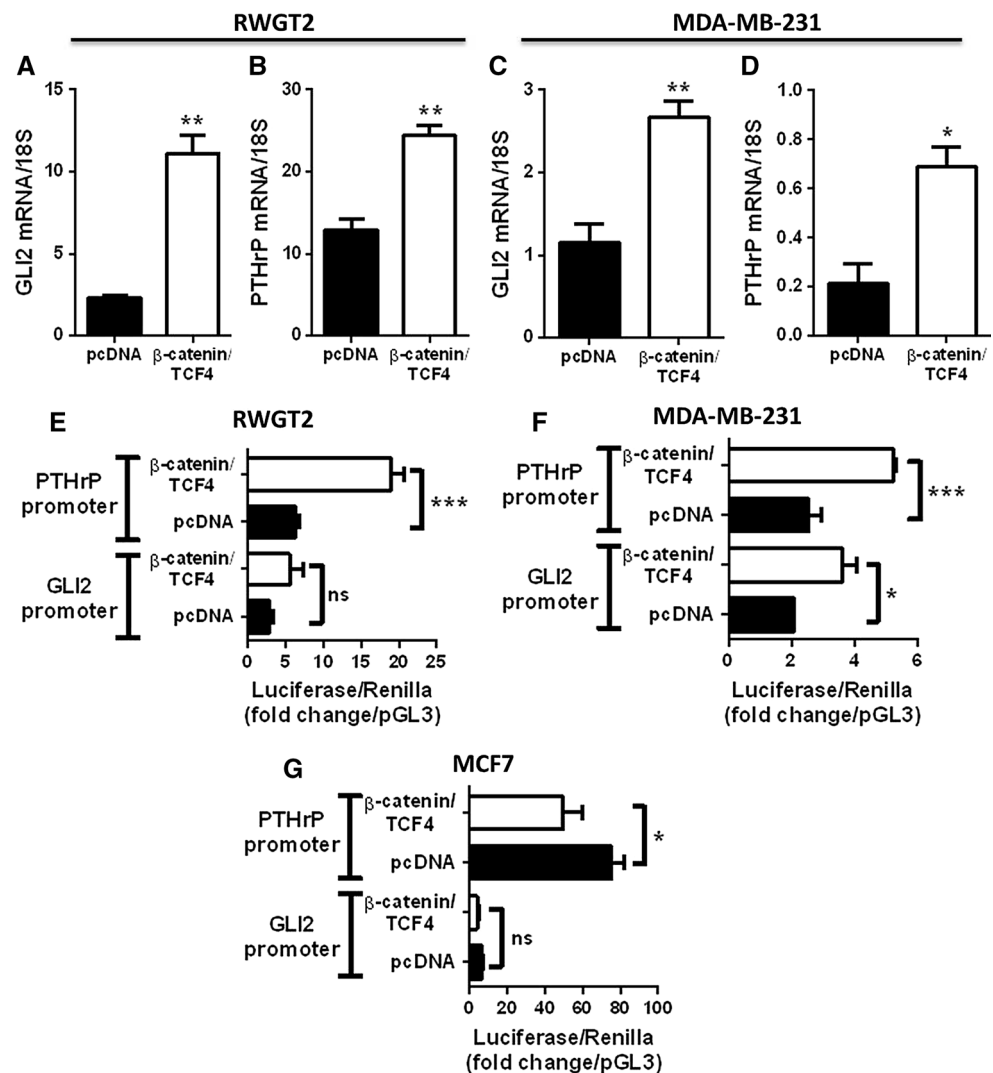 RWGT2
MDA-MB-231
A
GLI2 mRNA/18S
15
10
5
0
**
pcDNA
β-catenin/
TCF4
B
PTHrP mRNA/18S
30
20
10
0
**
pcDNA
β-catenin/
TCF4
C
GLI2 mRNA/18S
3
2
1
0
**
pcDNA
β-catenin/
TCF4
D
PTHrP mRNA/18S
1.0
0.8
0.6
0.4
0.2
0.0
*
pcDNA
β-catenin/
TCF4
E
RWGT2
PTHrP
promoter
β-catenin/
TCF4
pcDNA
***
GLI2
promoter
β-catenin/
TCF4
pcDNA
ns
0 5 10 15 20 25
Luciferase/Renilla
(fold change/pGL3)
F
MDA-MB-231
PTHrP
promoter
β-catenin/
TCF4
pcDNA
***
GLI2
promoter
β-catenin/
TCF4
pcDNA
*
0 2 4 6
Luciferase/Renilla
(fold change/pGL3)
G
MCF7
PTHrP
promoter
β-catenin/
TCF4
pcDNA
*
GLI2
promoter
β-catenin/
TCF4
pcDNA
ns
0 20 40 60 80 100
Luciferase/Renilla
(fold change/pGL3)